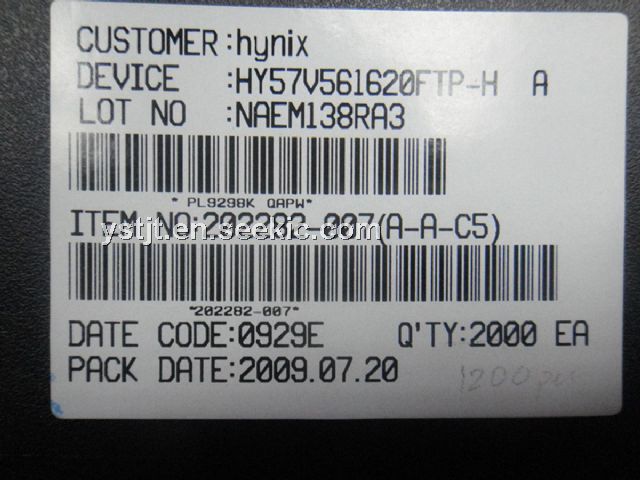 CUSTOMER:hynix
DEVICE :HY57V561620FTP-H A
LOT NO :NAEM138RA3
* PL9298K QAPW*
ITEM NO:202282-007(A-A-C5)
ystjt.en.seekic.com
*202282-007*
DATE CODE:0929E Q'TY:2000 EA
PACK DATE:2009.07.20
1200